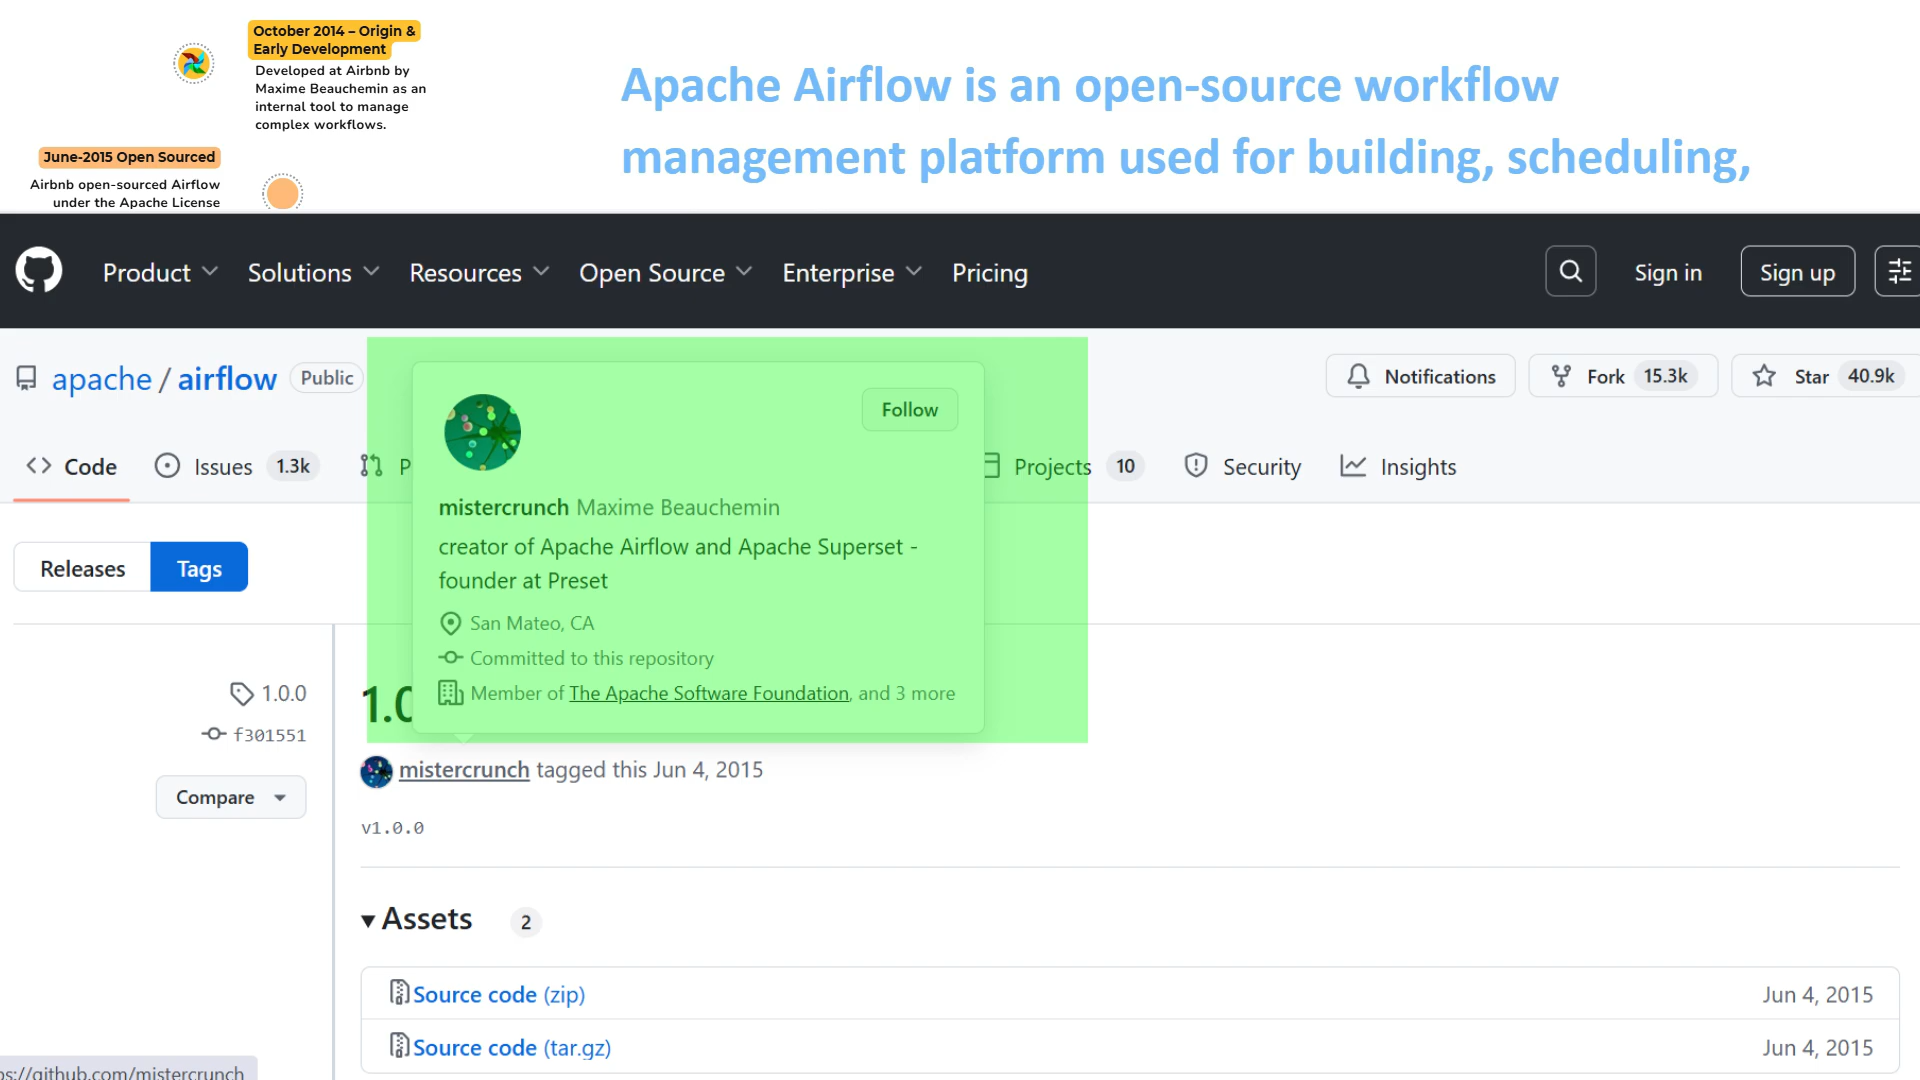 October 2014 – Origin &
Early Development
Developed at Airbnb by
Maxime Beauchemin as an
internal tool to manage
complex workflows.
June-2015 Open Sourced
Airbnb open-sourced Airflow
under the Apache License
Apache Airflow is an open-source workflow
management platform used for building, scheduling,
Product Solutions Resources Open Source Enterprise Pricing Sign in Sign up
apache / airflow Public Notifications Fork 15.3k Star 40.9k
Follow
Code Issues 1.3k P Projects 10 Security Insights
mistercrunch Maxime Beauchemin
creator of Apache Airflow and Apache Superset -
founder at Preset
Releases Tags
San Mateo, CA
Committed to this repository
Member of The Apache Software Foundation, and 3 more
1.0.0
f301551
Compare
1.0
mistercrunch tagged this Jun 4, 2015
v1.0.0
Assets 2
Source code (zip) Jun 4, 2015
Source code (tar.gz) Jun 4, 2015
ps://github.com/mistercrunch